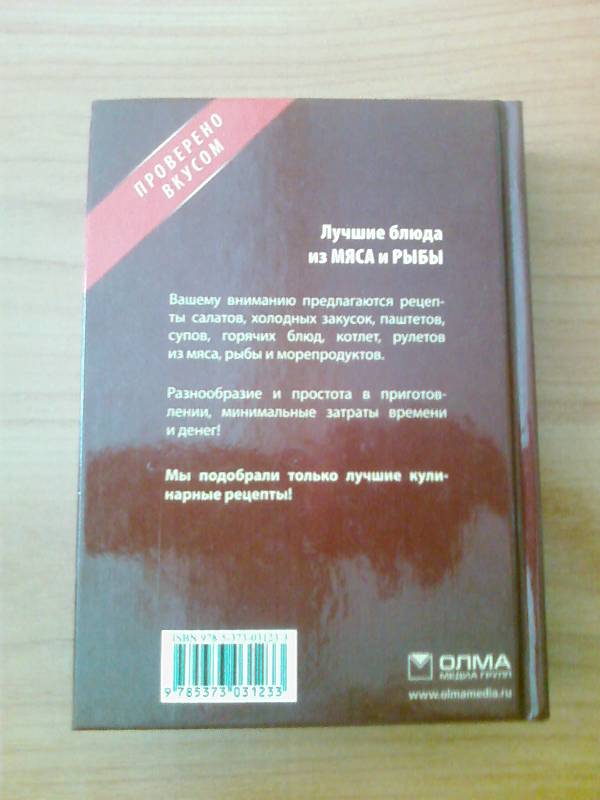 ПРОВЕРЕНО
ВКУСОМ
Лучшие блюда
из МЯСА и РЫБЫ
Вашему вниманию предлагаются рецеп-
ты салатов, холодных закусок, паштетов,
супов, горячих блюд, котлет, рулетов
из мяса, рыбы и морепродуктов.
Разнообразие и простота в приготов-
лении, минимальные затраты времени
и денег!
Мы подобрали только лучшие кули-
нарные рецепты!
ISBN 978-5-373-03123-3
9 785373 031233
ОЛМА
МЕДИА ГРУПП
www.olmamedia.ru